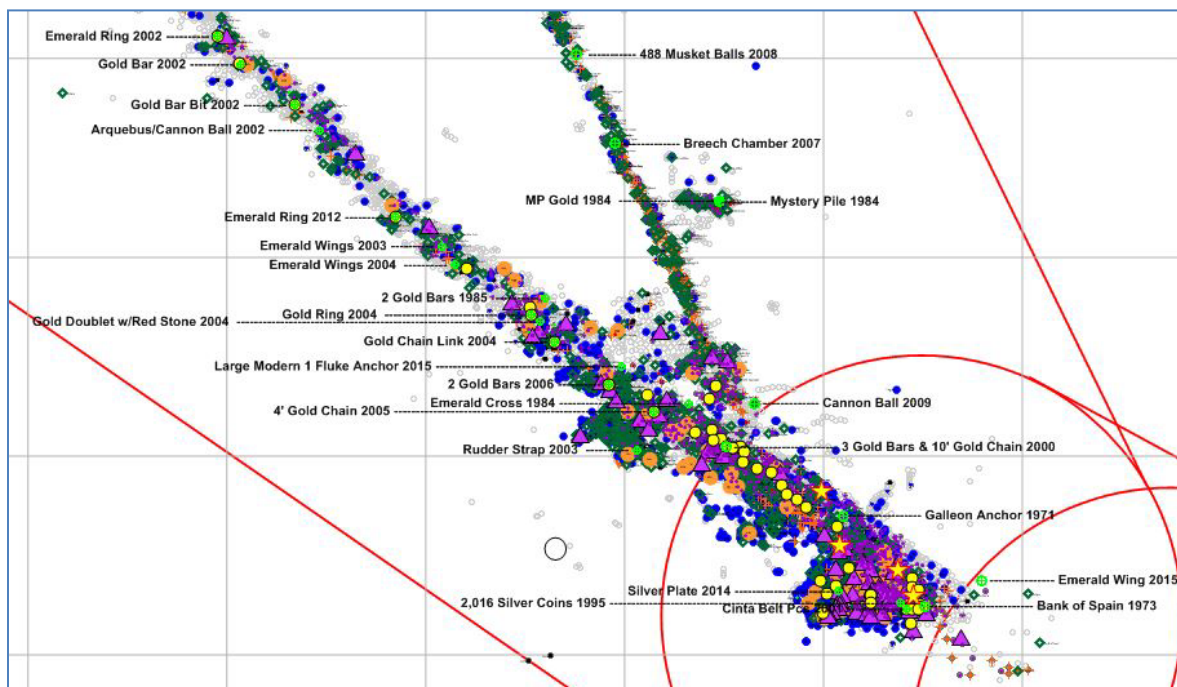 Emerald Ring 2002
488 Musket Balls 2008
Gold Bar 2002
Gold Bar Bit 2002
Arquebus/Cannon Ball 2002
Breech Chamber 2007
MP Gold 1984
Mystery Pile 1984
Emerald Ring 2012
Emerald Wings 2003
Emerald Wings 2004
2 Gold Bars 1985
Gold Ring 2004
Gold Doublet w/Red Stone 2004
Gold Chain Link 2004
Large Modern 1 Fluke Anchor 2015
2 Gold Bars 2006
Emerald Cross 1984
Cannon Ball 2009
4' Gold Chain 2005
Rudder Strap 2003
3 Gold Bars & 10' Gold Chain 2000
Galleon Anchor 1971
Emerald Wing 2015
Silver Plate 2014
2,016 Silver Coins 1995
Cinta Belt Pcs
Bank of Spain 1973